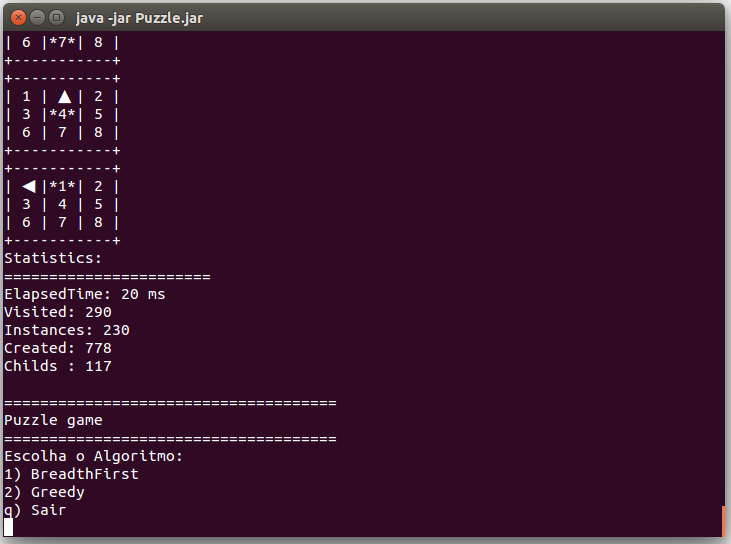 java -jar Puzzle.jar
| 6 |*7*| 8 |
+-----------+
+-----------+
| 1 | ▲ | 2 |
| 3 |*4*| 5 |
| 6 | 7 | 8 |
+-----------+
+-----------+
| ◀ |*1*| 2 |
| 3 | 4 | 5 |
| 6 | 7 | 8 |
+-----------+
Statistics:
=======================
ElapsedTime: 20 ms
Visited: 290
Instances: 230
Created: 778
Childs : 117
=====================================
Puzzle game
=====================================
Escolha o Algoritmo:
1) BreadthFirst
2) Greedy
q) Sair